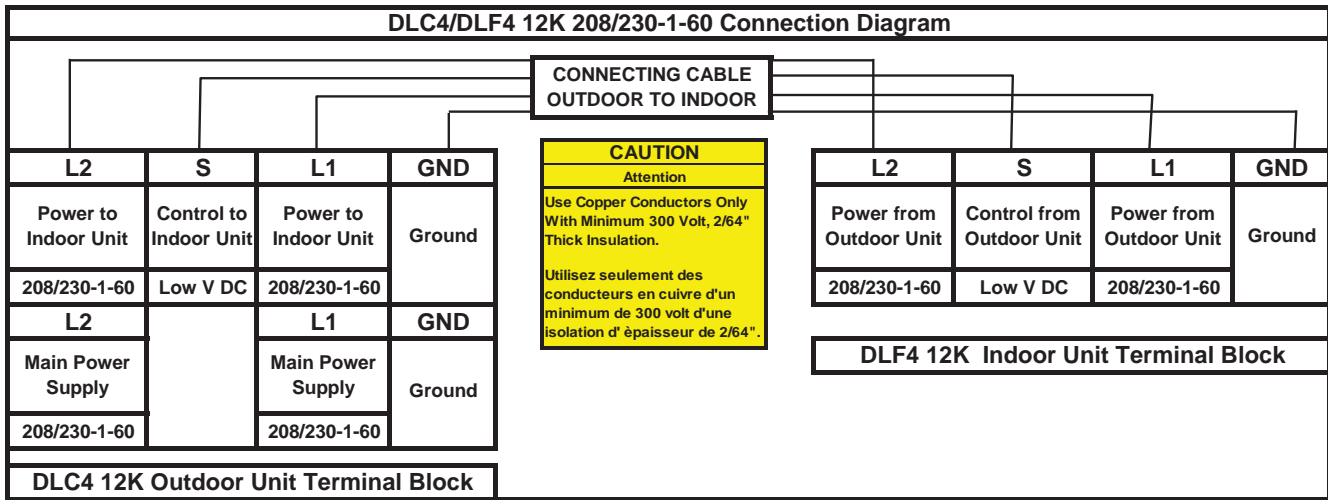 DLC4/DLF4 12K 208/230-1-60 Connection Diagram
CONNECTING CABLE
OUTDOOR TO INDOOR
L2 S L1 GND
Power to Indoor Unit Control to Indoor Unit Power to Indoor Unit Ground
208/230-1-60 Low V DC 208/230-1-60
L2 L1 GND
Main Power Supply Main Power Supply Ground
208/230-1-60 208/230-1-60
DLC4 12K Outdoor Unit Terminal Block
CAUTION
Attention
Use Copper Conductors Only
With Minimum 300 Volt, 2/64"
Thick Insulation.
Utilisez seulement des
conducteurs en cuivre d'un
minimum de 300 volt d'une
isolation d' èpaisseur de 2/64".
L2 S L1 GND
Power from Outdoor Unit Control from Outdoor Unit Power from Outdoor Unit Ground
208/230-1-60 Low V DC 208/230-1-60
DLF4 12K Indoor Unit Terminal Block